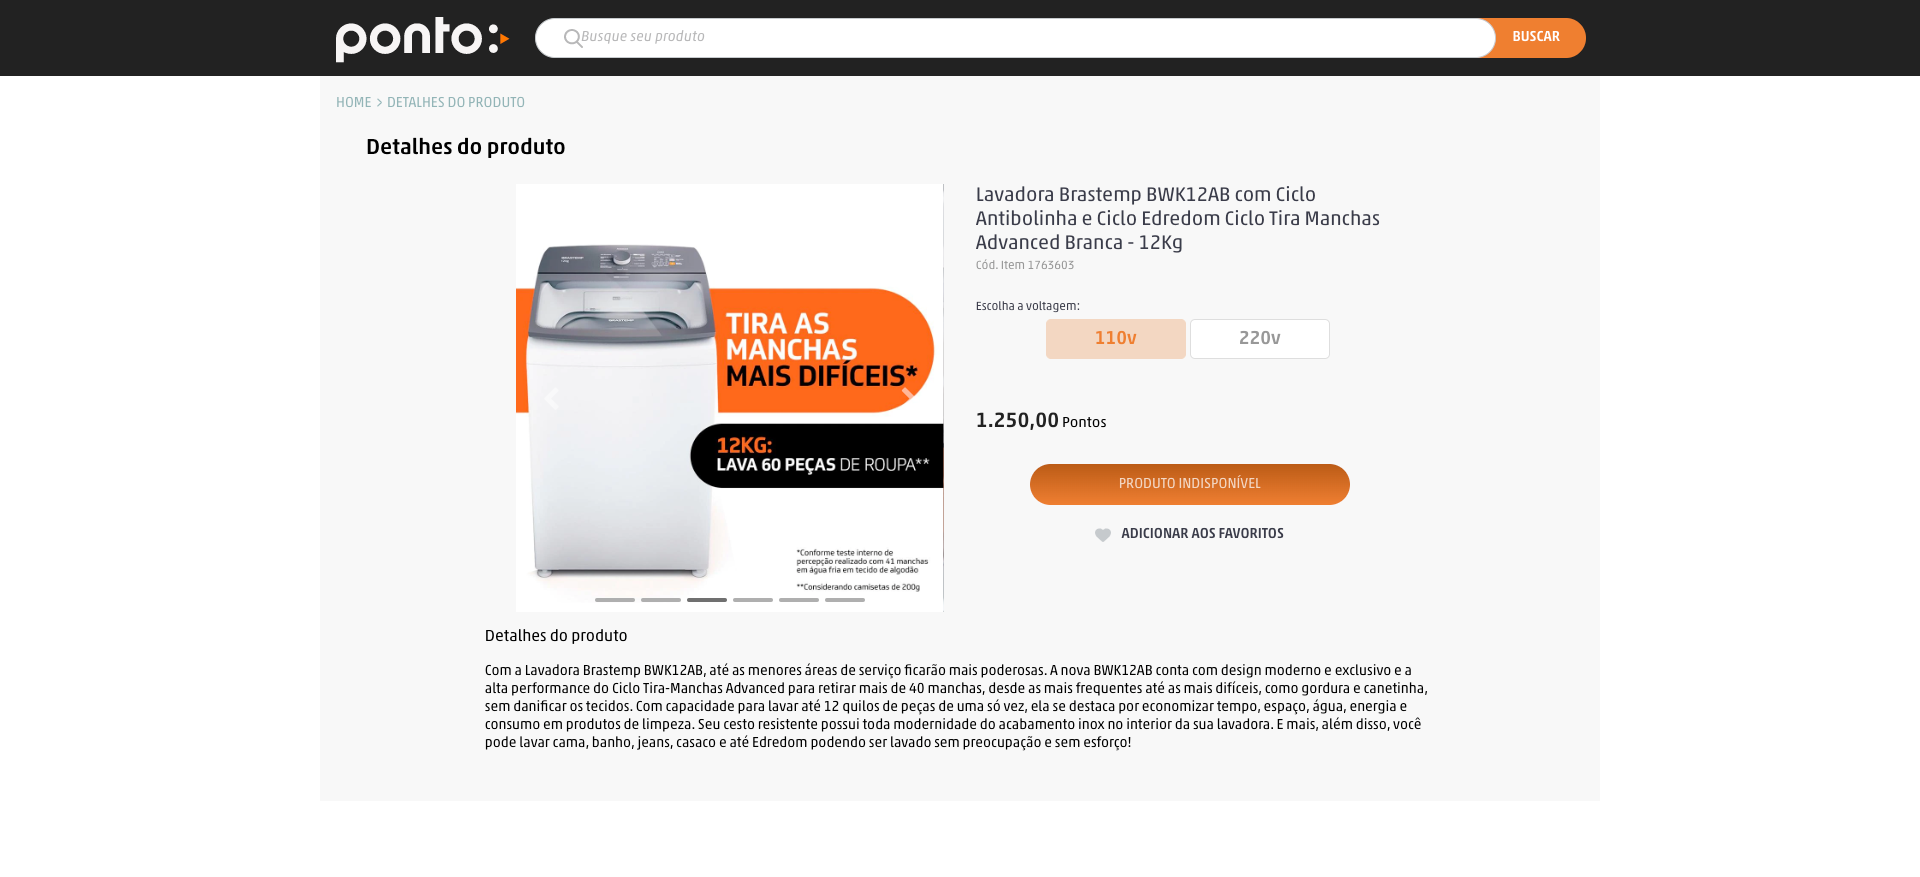 ponto:
Busque seu produto
BUSCAR
HOME > DETALHES DO PRODUTO
Detalhes do produto
TIRA AS
MANCHAS
MAIS DIFÍCEIS*
12KG:
LAVA 60 PEÇAS DE ROUPA**
*Conforme teste interno de
percepção realizado com 41 manchas
em água fria em tecido de algodão
**Considerando camisetas de 200g
Lavadora Brastemp BWK12AB com Ciclo
Antibolinha e Ciclo Edredom Ciclo Tira Manchas
Advanced Branca - 12Kg
Cód. Item 1763603
Escolha a voltagem:
110v
220v
1.250,00 Pontos
PRODUTO INDISPONÍVEL
ADICIONAR AOS FAVORITOS
Detalhes do produto
Com a Lavadora Brastemp BWK12AB, até as menores áreas de serviço ficarão mais poderosas. A nova BWK12AB conta com design moderno e exclusivo e a
alta performance do Ciclo Tira-Manchas Advanced para retirar mais de 40 manchas, desde as mais frequentes até as mais difíceis, como gordura e canetinha,
sem danificar os tecidos. Com capacidade para lavar até 12 quilos de peças de uma só vez, ela se destaca por economizar tempo, espaço, água, energia e
consumo em produtos de limpeza. Seu cesto resistente possui toda modernidade do acabamento inox no interior da sua lavadora. E mais, além disso, você
pode lavar cama, banho, jeans, casaco e até Edredom podendo ser lavado sem preocupação e sem esforço!